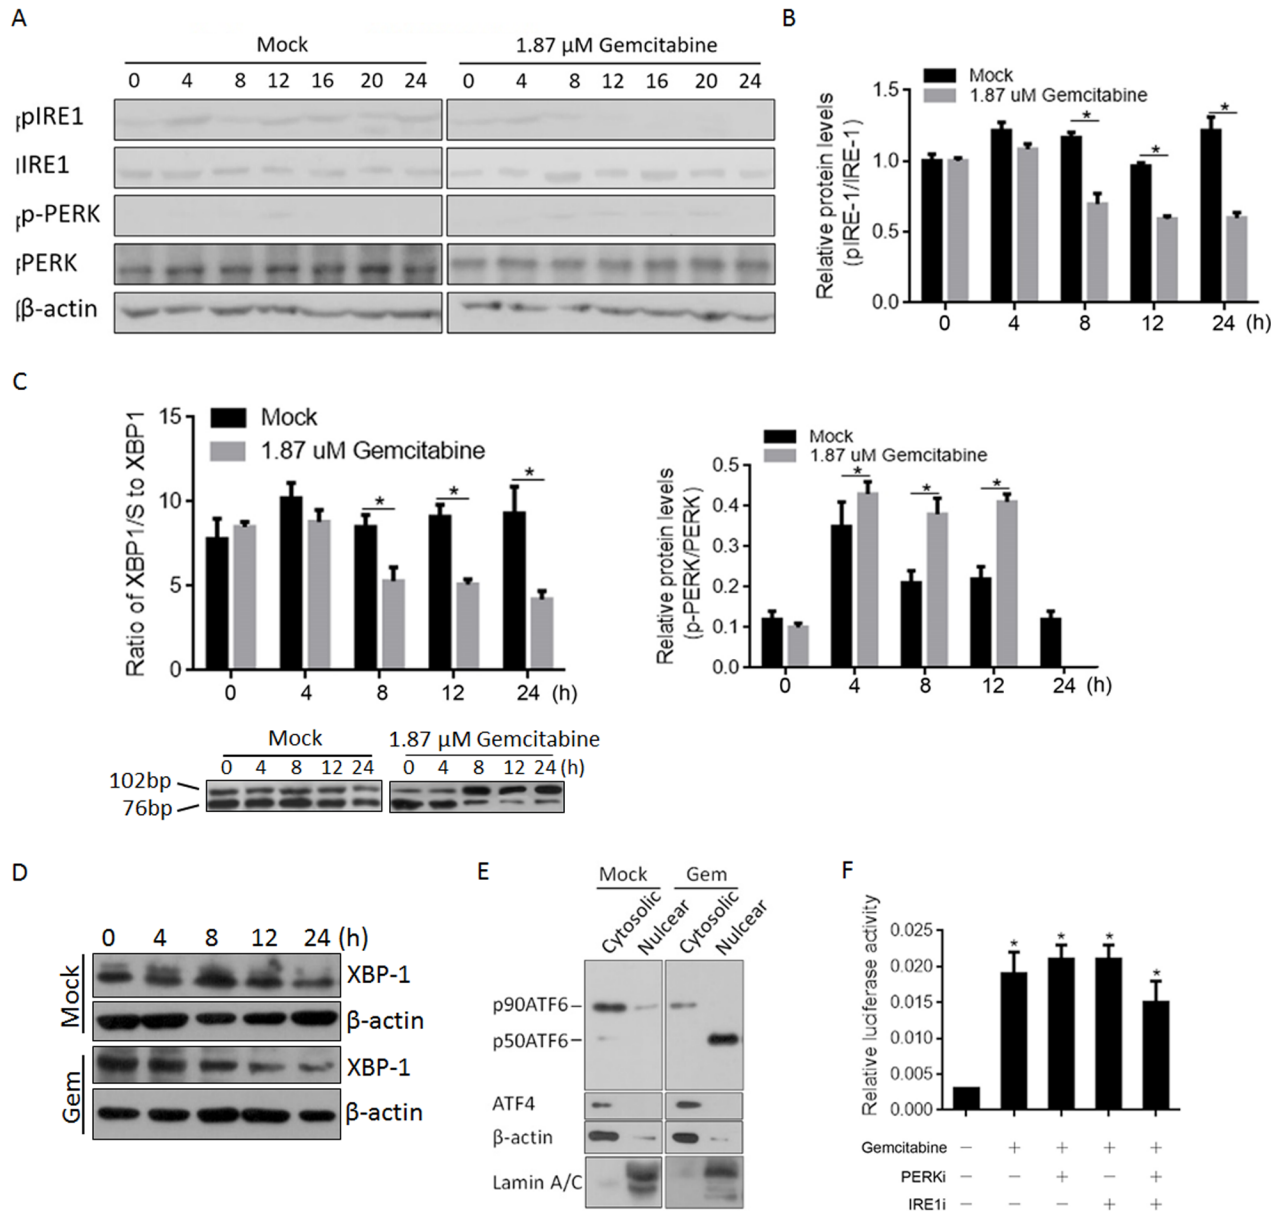 A
Mock
1.87 µM Gemcitabine
0 4 8 12 16 20 24
0 4 8 12 16 20 24
pIRE1
IRE1
p-PERK
PERK
β-actin
B
Mock
1.87 uM Gemcitabine
Relative protein levels
(pIRE-1/IRE-1)
1.5
1.0
0.5
0.0
* * *
0 4 8 12 24 (h)
C
Mock
1.87 uM Gemcitabine
Ratio of XBP1/S to XBP1
15
10
5
0
* * *
0 4 8 12 24 (h)
Mock
1.87 uM Gemcitabine
Relative protein levels
(p-PERK/PERK)
0.5
0.4
0.3
0.2
0.1
0.0
* * *
0 4 8 12 24 (h)
Mock
1.87 µM Gemcitabine
0 4 8 12 24
0 4 8 12 24 (h)
102bp
76bp
D
0 4 8 12 24 (h)
Mock
XBP-1
β-actin
Gem
XBP-1
β-actin
E
Mock Gem
Cytosolic
Nulcear
Cytosolic
Nulcear
p90ATF6
p50ATF6
ATF4
β-actin
Lamin A/C
F
Relative luciferase activity
0.025
0.020
0.015
0.010
0.005
0.000
* * * *
Gemcitabine − + + + +
PERKi − − + − +
IRE1i − − − + +